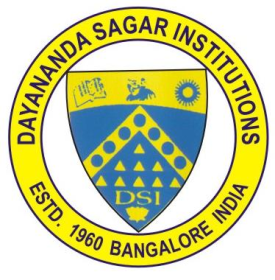 DAYANANDA SAGAR INSTITUTIONS
DSI
ESTD. 1960 BANGALORE INDIA